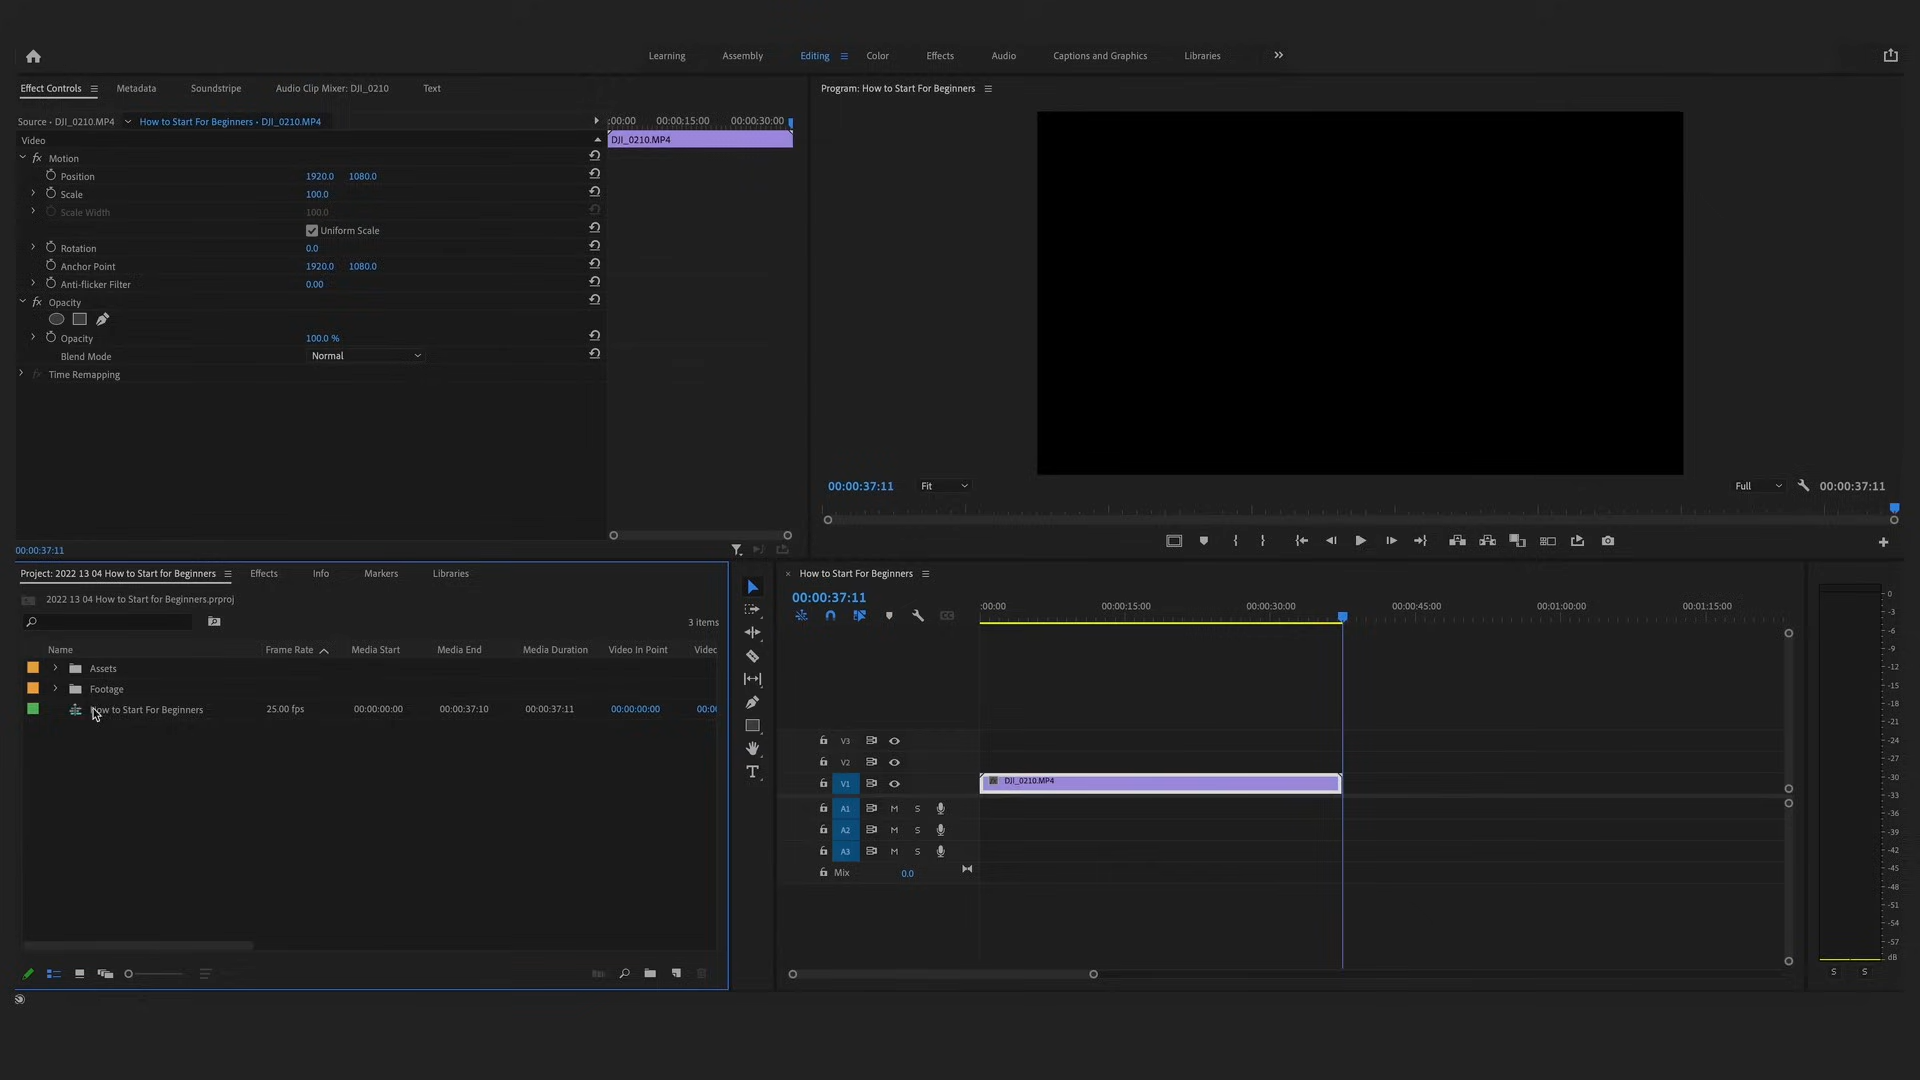 Learning Assembly Editing Color Effects Audio Captions and Graphics Libraries
Effect Controls Metadata Soundstripe Audio Clip Mixer: DJI_0210 Text
Program: How to Start For Beginners
Source • DJI_0210.MP4 How to Start For Beginners • DJI_0210.MP4
:00:00 00:00:15:00 00:00:30:00
Video
DJI_0210.MP4
fx Motion
Position 1920.0 1080.0
Scale 100.0
Scale Width 100.0
Uniform Scale
Rotation 0.0
Anchor Point 1920.0 1080.0
Anti-flicker Filter 0.00
fx Opacity
Opacity 100.0 %
Blend Mode Normal
fx Time Remapping
00:00:37:11 Fit Full 00:00:37:11
00:00:37:11
Project: 2022 13 04 How to Start for Beginners Effects Info Markers Libraries
2022 13 04 How to Start for Beginners.prproj
3 items
Name Frame Rate Media Start Media End Media Duration Video In Point Video
Assets
Footage
How to Start For Beginners 25.00 fps 00:00:00:00 00:00:37:10 00:00:37:11 00:00:00:00 00:00
How to Start For Beginners
00:00:37:11
:00:00 00:00:15:00 00:00:30:00 00:00:45:00 00:01:00:00 00:01:15:00
V3
V2
V1 DJI_0210.MP4
A1 M S
A2 M S
A3 M S
Mix 0.0
0
-3
-6
-9
-12
-15
-18
-21
-24
-27
-30
-33
-36
-39
-42
-45
-48
-51
-54
-57
dB
S S